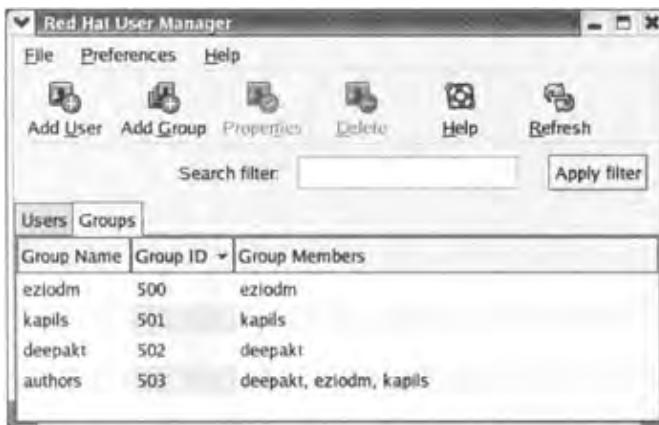 Red Hat User Manager
File Preferences Help
Add User Add Group Properties Delete Help Refresh
Search filter: Apply filter
Users Groups
Group Name Group ID Group Members
eziodm 500 eziodm
kapils 501 kapils
deepakt 502 deepakt
authors 503 deepakt, eziodm, kapils